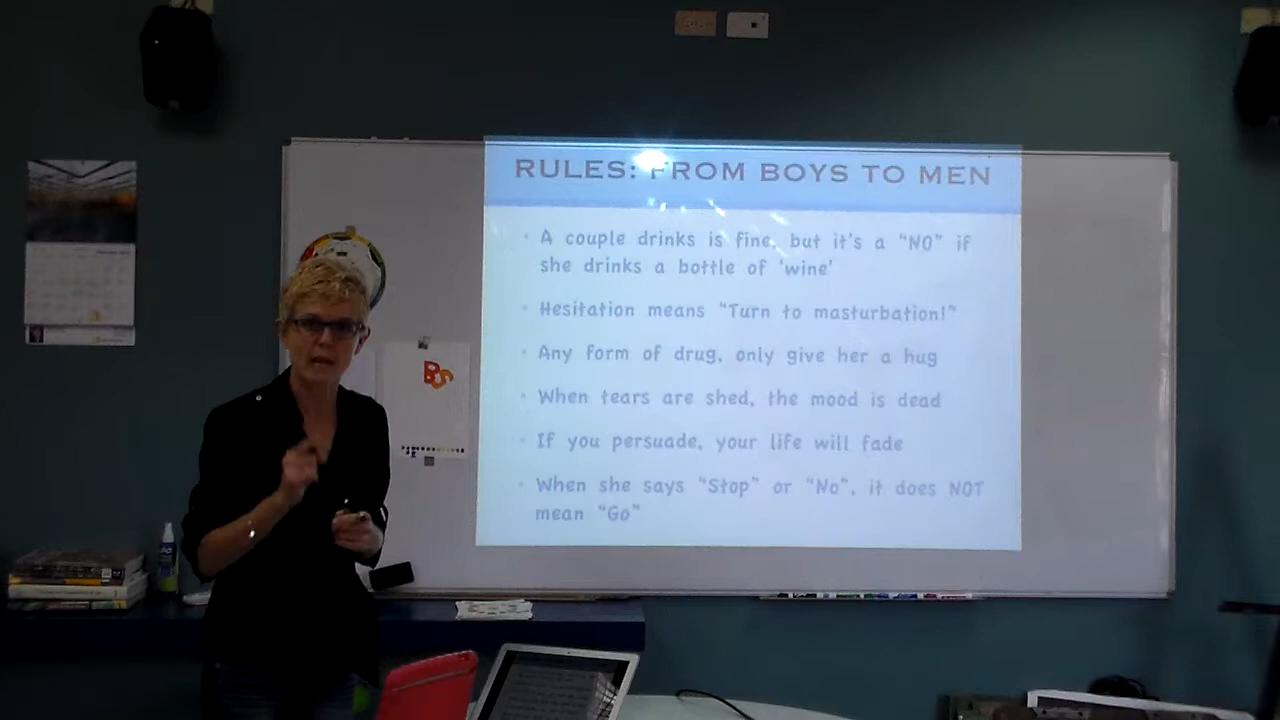 RULES: FROM BOYS TO MEN
• A couple drinks is fine, but it's a "NO" if
she drinks a bottle of 'wine'
• Hesitation means "Turn to masturbation!"
• Any form of drug, only give her a hug
• When tears are shed, the mood is dead
• If you persuade, your life will fade
• When she says "Stop" or "No", it does NOT
mean "Go"
BS